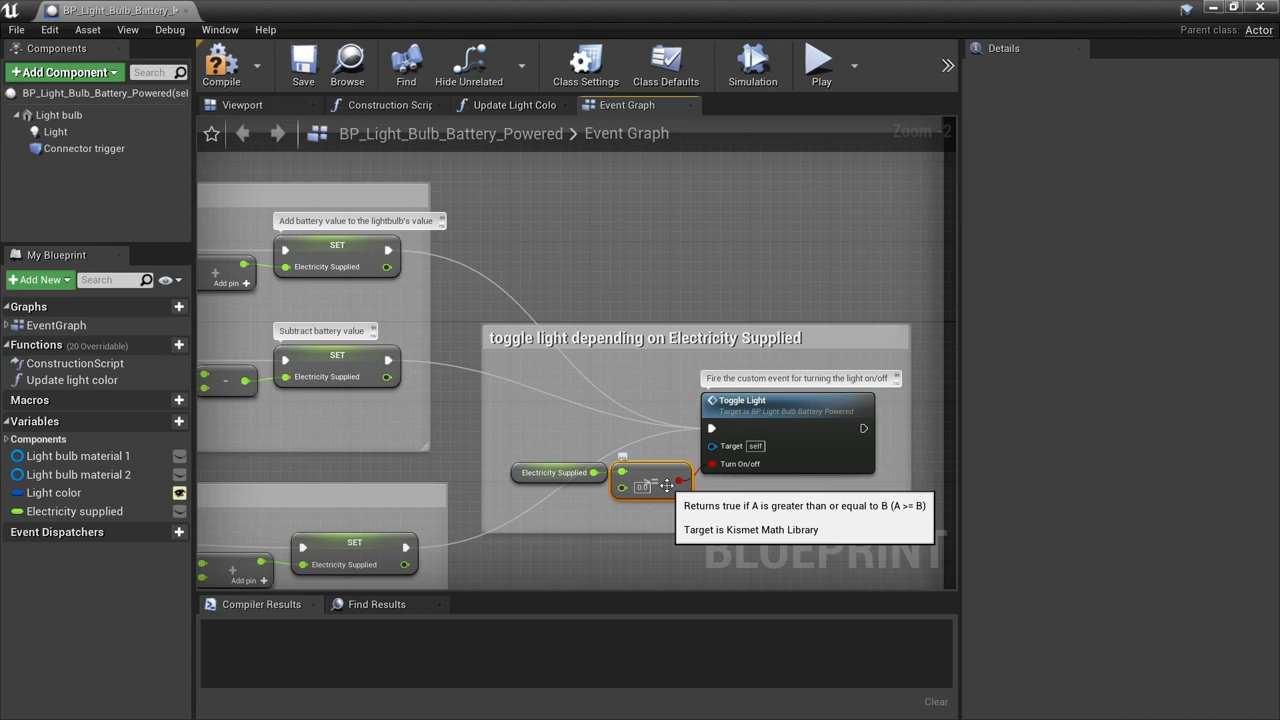 BP_Light_Bulb_Battery_
File
Edit
Asset
View
Debug
Window
Help
Parent class:
Actor
Components
Add Component
Search
BP_Light_Bulb_Battery_Powered(sel
Light bulb
Light
Connector trigger
Compile
Save
Browse
Find
Hide Unrelated
Class Settings
Class Defaults
Simulation
Play
Details
Viewport
Construction Scrip
Update Light Colo
Event Graph
BP_Light_Bulb_Battery_Powered
Event Graph
Zoom -2
Add battery value to the lightbulb's value
SET
Electricity Supplied
Add pin +
Subtract battery value
SET
Electricity Supplied
-
toggle light depending on Electricity Supplied
Fire the custom event for turning the light on/off
Toggle Light
Target is BP Light Bulb Battery Powered
Target
self
Turn On/off
Electricity Supplied
>=
0.0
Returns true if A is greater than or equal to B (A >= B)
Target is Kismet Math Library
BLUEPRINT
SET
Electricity Supplied
Add pin +
My Blueprint
Add New
Search
Graphs
EventGraph
Functions
(20 Overridable)
ConstructionScript
Update light color
Macros
Variables
Components
Light bulb material 1
Light bulb material 2
Light color
Electricity supplied
Event Dispatchers
Compiler Results
Find Results
Clear